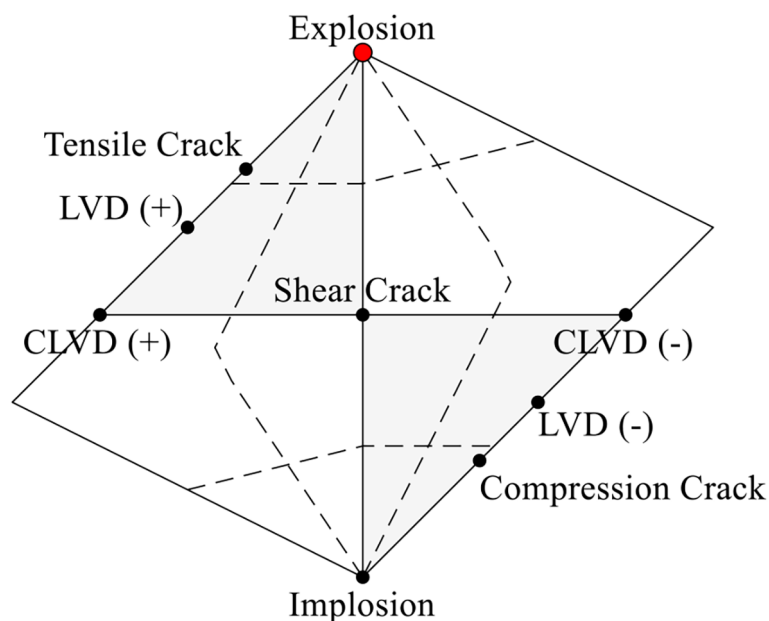 Explosion
Tensile Crack
LVD (+)
Shear Crack
CLVD (+)
CLVD (-)
LVD (-)
Compression Crack
Implosion